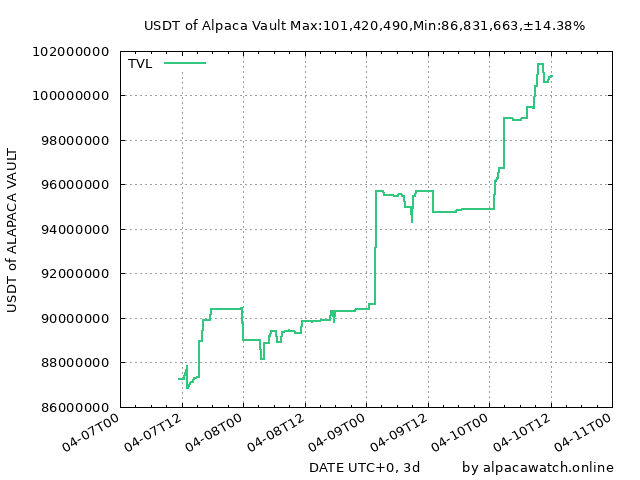 USDT of Alpaca Vault Max:101,420,490,Min:86,831,663,±14.38%
TVL
102000000
100000000
98000000
96000000
94000000
92000000
90000000
88000000
86000000
USDT of ALAPACA VAULT
04-07T00
04-07T12
04-08T00
04-08T12
04-09T00
04-09T12
04-10T00
04-10T12
04-11T00
DATE UTC+0, 3d
by alpacawatch.online